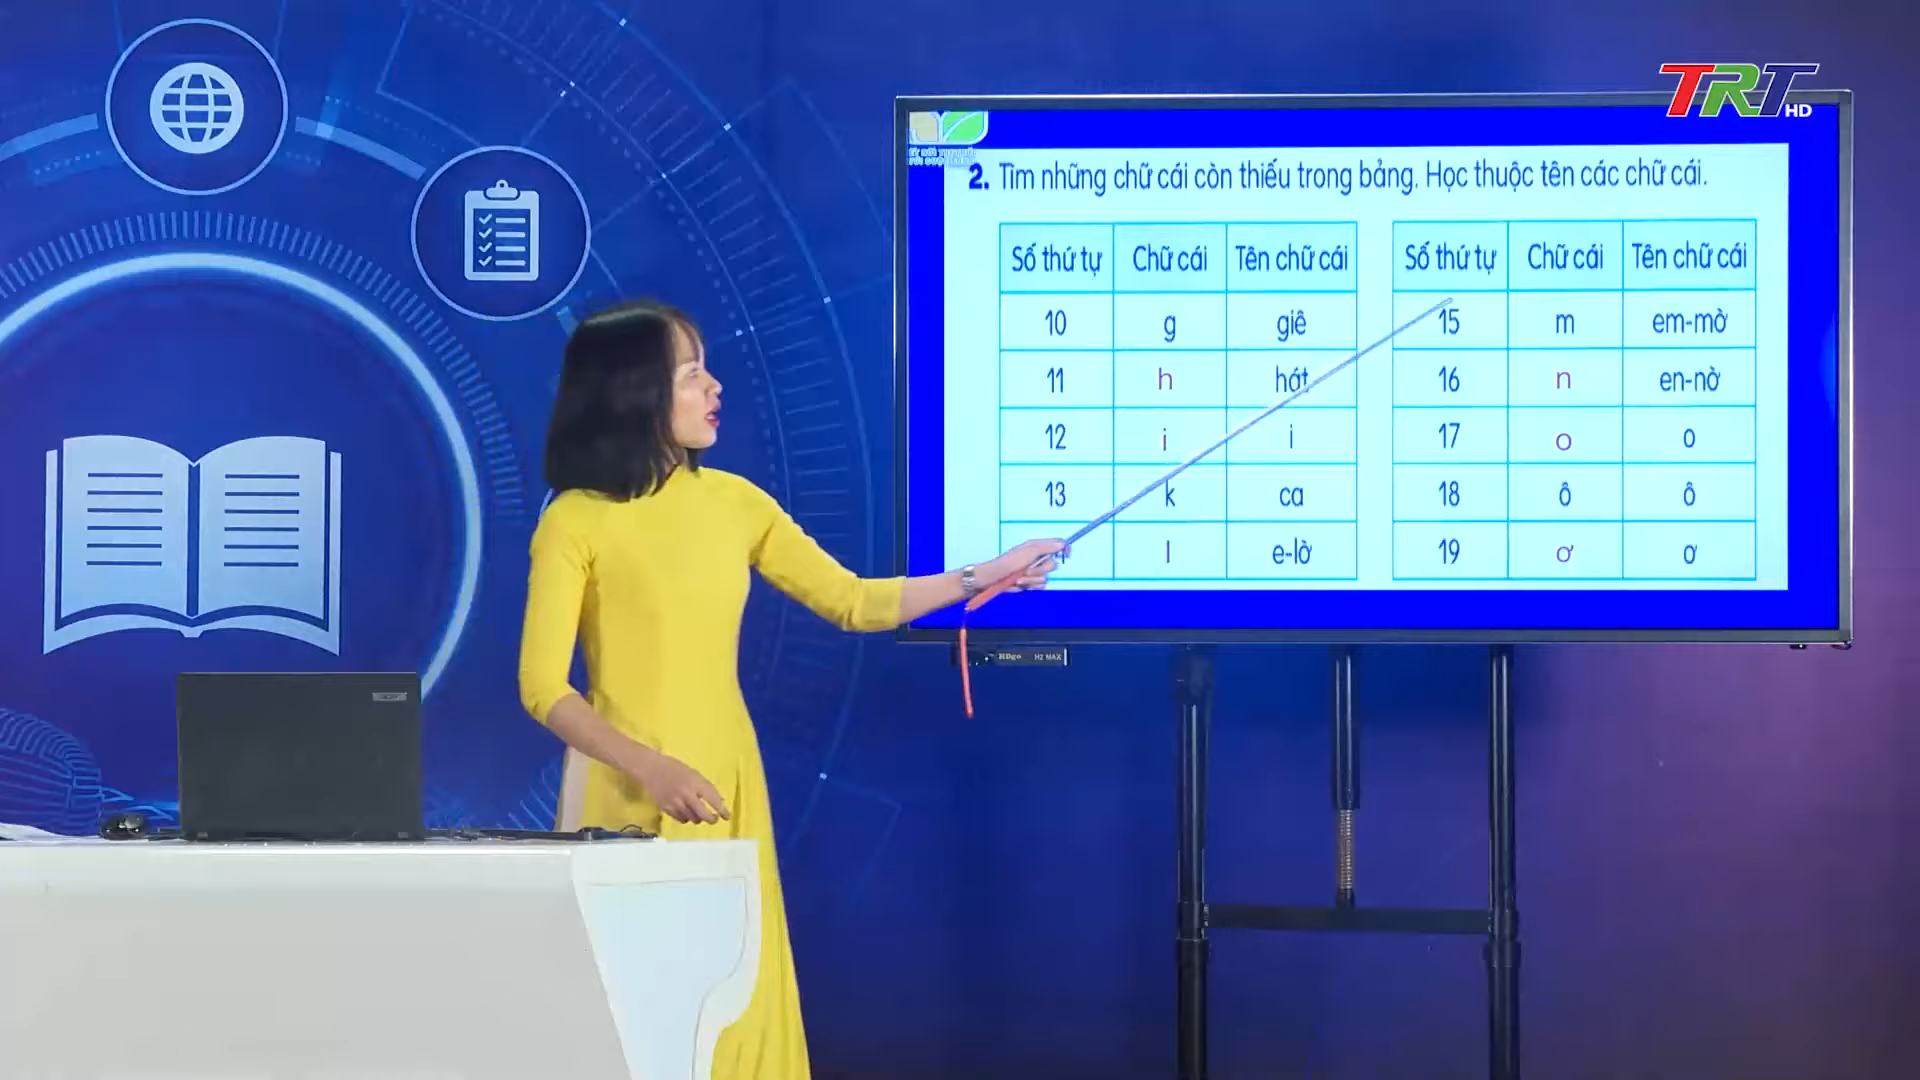 TRT HD
2. Tìm những chữ cái còn thiếu trong bảng. Học thuộc tên các chữ cái.
Số thứ tự Chữ cái Tên chữ cái
10 g giê
11 h hát
12 i i
13 k ca
l e-lờ
Số thứ tự Chữ cái Tên chữ cái
15 m em-mờ
16 n en-nờ
17 o o
18 ô ô
19 ơ ơ
H2 MAX